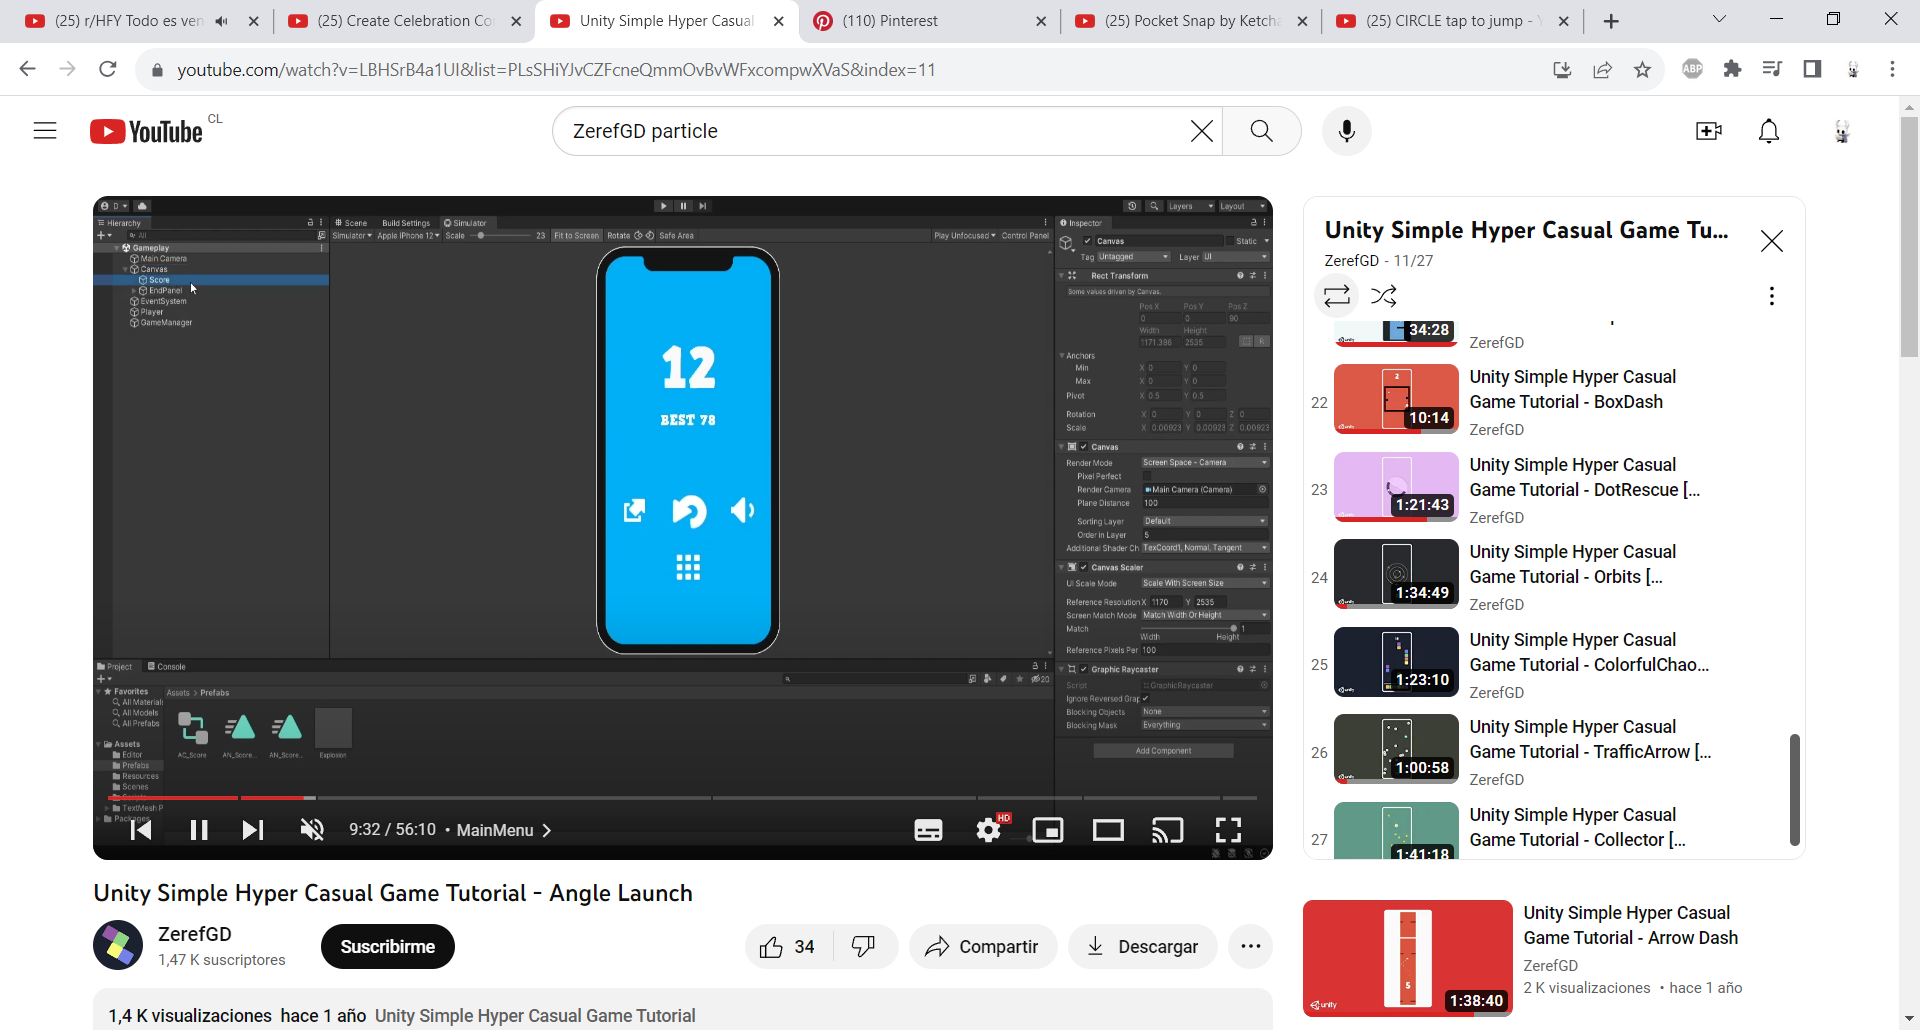 (25) r/HFY Todo es ven
(25) Create Celebration Co
Unity Simple Hyper Casual
(110) Pinterest
(25) Pocket Snap by Ketcha
(25) CIRCLE tap to jump - Y
youtube.com/watch?v=LBHSrB4a1UI&list=PLsSHiYJvCZFcneQmmOvBvWFxcompwXVaS&index=11
ABP
YouTube CL
ZerefGD particle
D
Layers
Layout
Hierarchy
All
Gameplay
Main Camera
Canvas
Score
EndPanel
EventSystem
Player
GameManager
Scene Build Settings Simulator
Simulator Apple iPhone 12 Scale 23 Fit to Screen Rotate Safe Area Play Unfocused Control Panel
12
BEST 78
Inspector
Canvas Static
Tag Untagged Layer UI
Rect Transform
Some values driven by Canvas.
Pos X Pos Y Pos Z
0 0 90
Width Height
1171.386 2535
R
Anchors
Min X 0 Y 0
Max X 0 Y 0
Pivot X 0.5 Y 0.5
Rotation X 0 Y 0 Z 0
Scale X 0.00923 Y 0.00923 Z 0.00923
Canvas
Render Mode Screen Space - Camera
Pixel Perfect
Render Camera Main Camera (Camera)
Plane Distance 100
Sorting Layer Default
Order in Layer 5
Additional Shader Ch TexCoord1, Normal, Tangent
Canvas Scaler
UI Scale Mode Scale With Screen Size
Reference Resolution X 1170 Y 2535
Screen Match Mode Match Width Or Height
Match 1
Width Height
Reference Pixels Per 100
Graphic Raycaster
Script GraphicRaycaster
Ignore Reversed Grap
Blocking Objects None
Blocking Mask Everything
Add Component
Project Console
20
Favorites
All Material
All Models
All Prefabs
Assets
Editor
Prefabs
Resources
Scenes
Scripts
TextMesh P
Packages
Assets > Prefabs
AC_Score AN_Score... AN_Score... Explosion
9:32 / 56:10 • MainMenu
HD
Unity Simple Hyper Casual Game Tutorial - Angle Launch
ZerefGD
1,47 K suscriptores
Suscribirme
34
Compartir
Descargar
1,4 K visualizaciones hace 1 año Unity Simple Hyper Casual Game Tutorial
Unity Simple Hyper Casual Game Tu...
ZerefGD - 11/27
34:28
ZerefGD
22
2
10:14
Unity Simple Hyper Casual
Game Tutorial - BoxDash
ZerefGD
23
1:21:43
Unity Simple Hyper Casual
Game Tutorial - DotRescue [...
ZerefGD
24
1:34:49
Unity Simple Hyper Casual
Game Tutorial - Orbits [...
ZerefGD
25
1:23:10
Unity Simple Hyper Casual
Game Tutorial - ColorfulChao...
ZerefGD
26
1:00:58
Unity Simple Hyper Casual
Game Tutorial - TrafficArrow [...
ZerefGD
27
1:41:18
Unity Simple Hyper Casual
Game Tutorial - Collector [...
5
unity
1:38:40
Unity Simple Hyper Casual
Game Tutorial - Arrow Dash
ZerefGD
2 K visualizaciones • hace 1 año